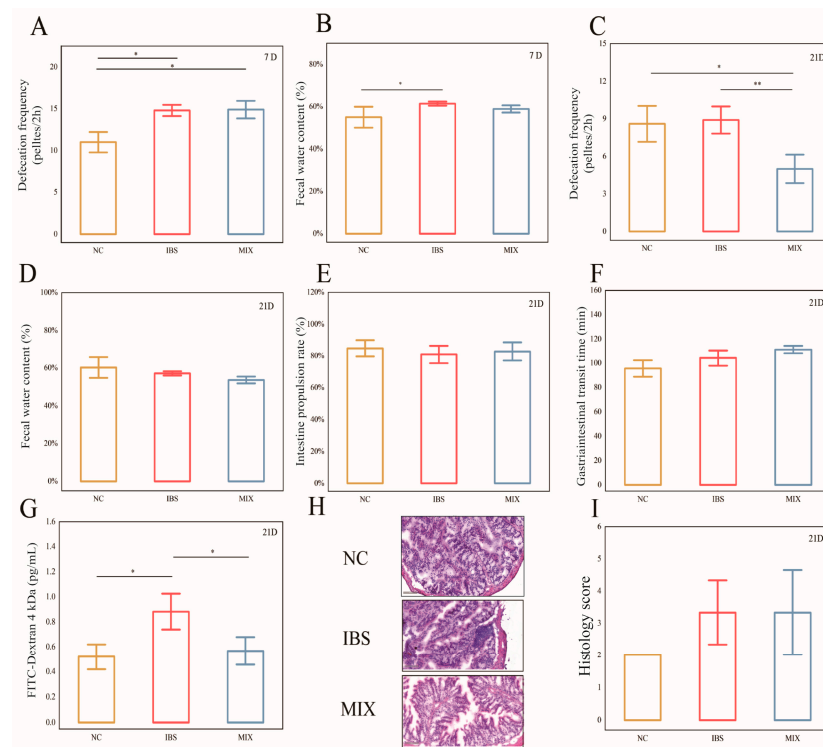 A
Defecation frequency
(pelltes/2h)
20
15
10
5
0
*
*
7 D
NC IBS MIX
B
Fecal water content (%)
80%
60%
40%
20%
0%
*
7 D
NC IBS MIX
C
Defecation frequency
(pelltes/2h)
15
12
9
6
3
0
*
**
21D
NC IBS MIX
D
Fecal water content (%)
100%
80%
60%
40%
20%
0%
21D
NC IBS MIX
E
Intestine propulsion rate (%)
120%
100%
80%
60%
40%
20%
0%
21D
NC IBS MIX
F
Gastriaintestinal transit time (min)
160
140
120
100
80
60
40
20
0
21D
NC IBS MIX
G
FITC-Dextran 4 kDa (pg/mL)
1.6
1.4
1.2
1.0
0.8
0.6
0.4
0.2
0.0
*
*
21D
NC IBS MIX
H
NC
IBS
MIX
I
Histology score
6
5
4
3
2
1
0
21D
NC IBS MIX